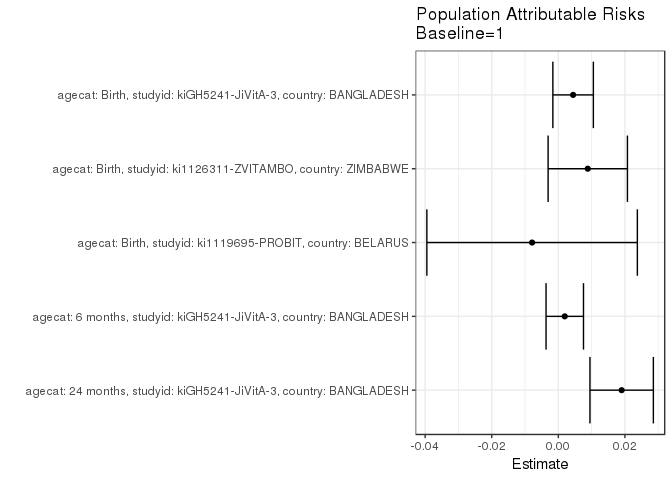 Population Attributable Risks
Baseline=1
agecat: Birth, studyid: kiGH5241-JiVitA-3, country: BANGLADESH
agecat: Birth, studyid: ki1126311-ZVITAMBO, country: ZIMBABWE
agecat: Birth, studyid: ki1119695-PROBIT, country: BELARUS
agecat: 6 months, studyid: kiGH5241-JiVitA-3, country: BANGLADESH
agecat: 24 months, studyid: kiGH5241-JiVitA-3, country: BANGLADESH
-0.04 -0.02 0.00 0.02
Estimate